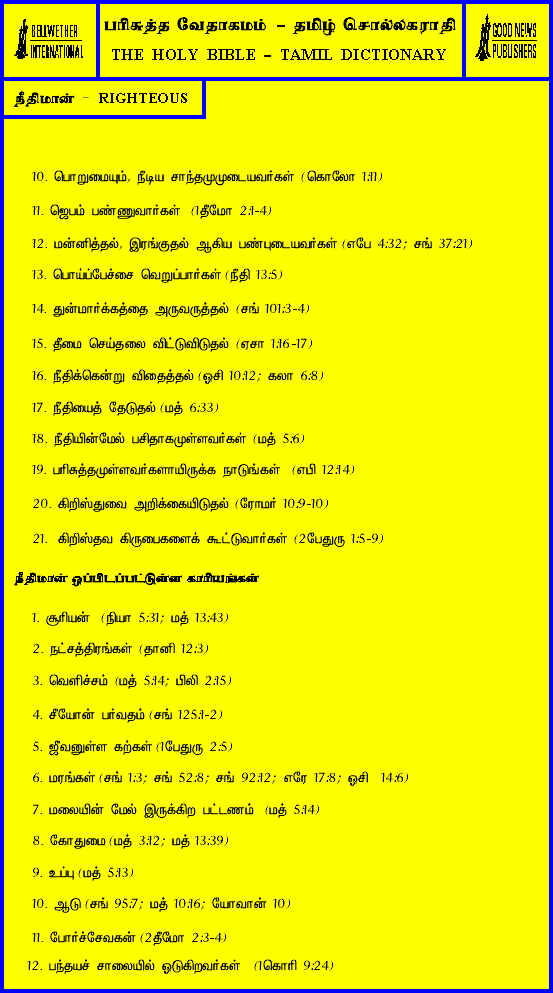 BELLWETHER
INTERNATIONAL
பரிசுத்த வேதாகமம் - தமிழ் சொல்லகராதி
THE HOLY BIBLE - TAMIL DICTIONARY
GOOD NEWS
PUBLISHERS
நீதிமான் - RIGHTEOUS
10. பொறுமையும், நீடிய சாந்தமுமுடையவர்கள் (கொலோ 1:11)
11. ஜெபம் பண்ணுவார்கள் (1தீமோ 2:1-4)
12. மன்னித்தல், இரங்குதல் ஆகிய பண்புடையவர்கள் (எபே 4:32; சங் 37:21)
13. பொய்ப்பேச்சை வெறுப்பார்கள் (நீதி 13:5)
14. துன்மார்க்கத்தை அருவருத்தல் (சங் 101:3-4)
15. தீமை செய்தலை விட்டுவிடுதல் (ஏசா 1:16-17)
16. நீதிக்கென்று விதைத்தல் (ஓசி 10:12; கலா 6:8)
17. நீதியைத் தேடுதல் (மத் 6:33)
18. நீதியின்மேல் பசிதாகமுள்ளவர்கள் (மத் 5:6)
19. பரிசுத்தமுள்ளவர்களாயிருக்க நாடுங்கள் (எபி 12:14)
20. கிறிஸ்துவை அறிக்கையிடுதல் (ரோமர் 10:9-10)
21. கிறிஸ்தவ கிருபைகளைக் கூட்டுவார்கள் (2பேதுரு 1:5-9)
நீதிமான் ஒப்பிடப்பட்டுள்ள காரியங்கள்
1. சூரியன் (நியா 5:31; மத் 13:43)
2. நட்சத்திரங்கள் (தானி 12:3)
3. வெளிச்சம் (மத் 5:14; பிலி 2:15)
4. சீயோன் பர்வதம் (சங் 125:1-2)
5. ஜீவனுள்ள கற்கள் (1பேதுரு 2:5)
6. மரங்கள் (சங் 1:3; சங் 52:8; சங் 92:12; எரே 17:8; ஓசி 14:6)
7. மலையின் மேல் இருக்கிற பட்டணம் (மத் 5:14)
8. கோதுமை (மத் 3:12; மத் 13:39)
9. உப்பு (மத் 5:13)
10. ஆடு (சங் 95:7; மத் 10:16; யோவான் 10)
11. போர்ச்சேவகன் (2தீமோ 2:3-4)
12. பந்தயச் சாலையில் ஓடுகிறவர்கள் (1கொரி 9:24)